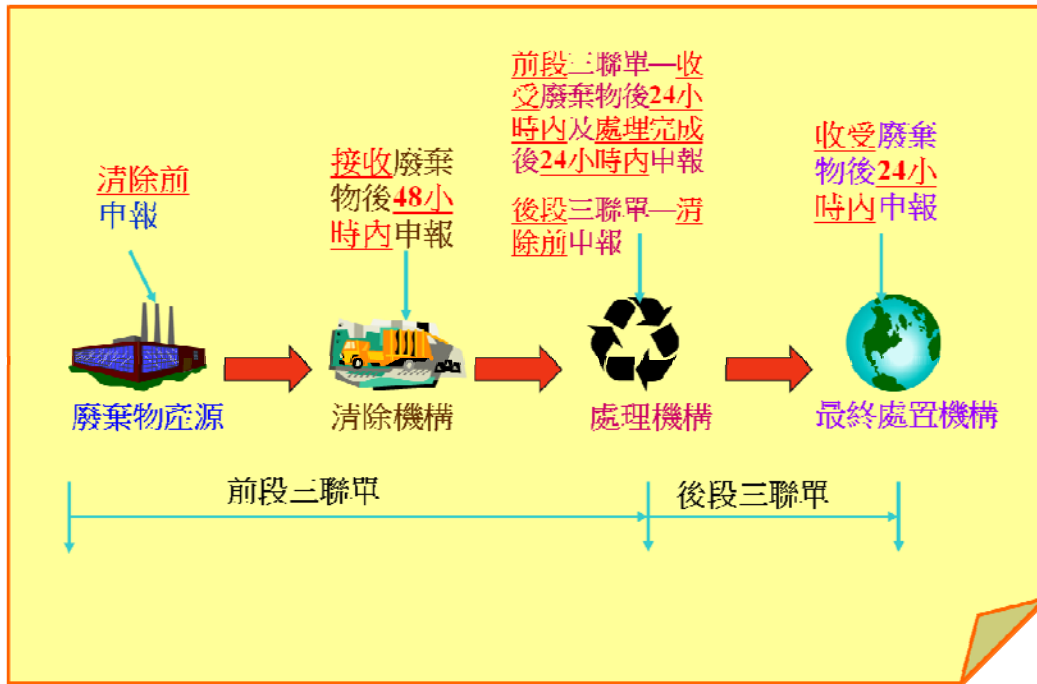 清除前
申報
接收廢棄
物後48小
時內申報
前段三聯單—收
受廢棄物後24小
時內及處理完成
後24小時內申報
後段三聯單—清
除前申報
收受廢棄
物後24小
時內申報
廢棄物產源
清除機構
處理機構
最終處置機構
前段三聯單
後段三聯單